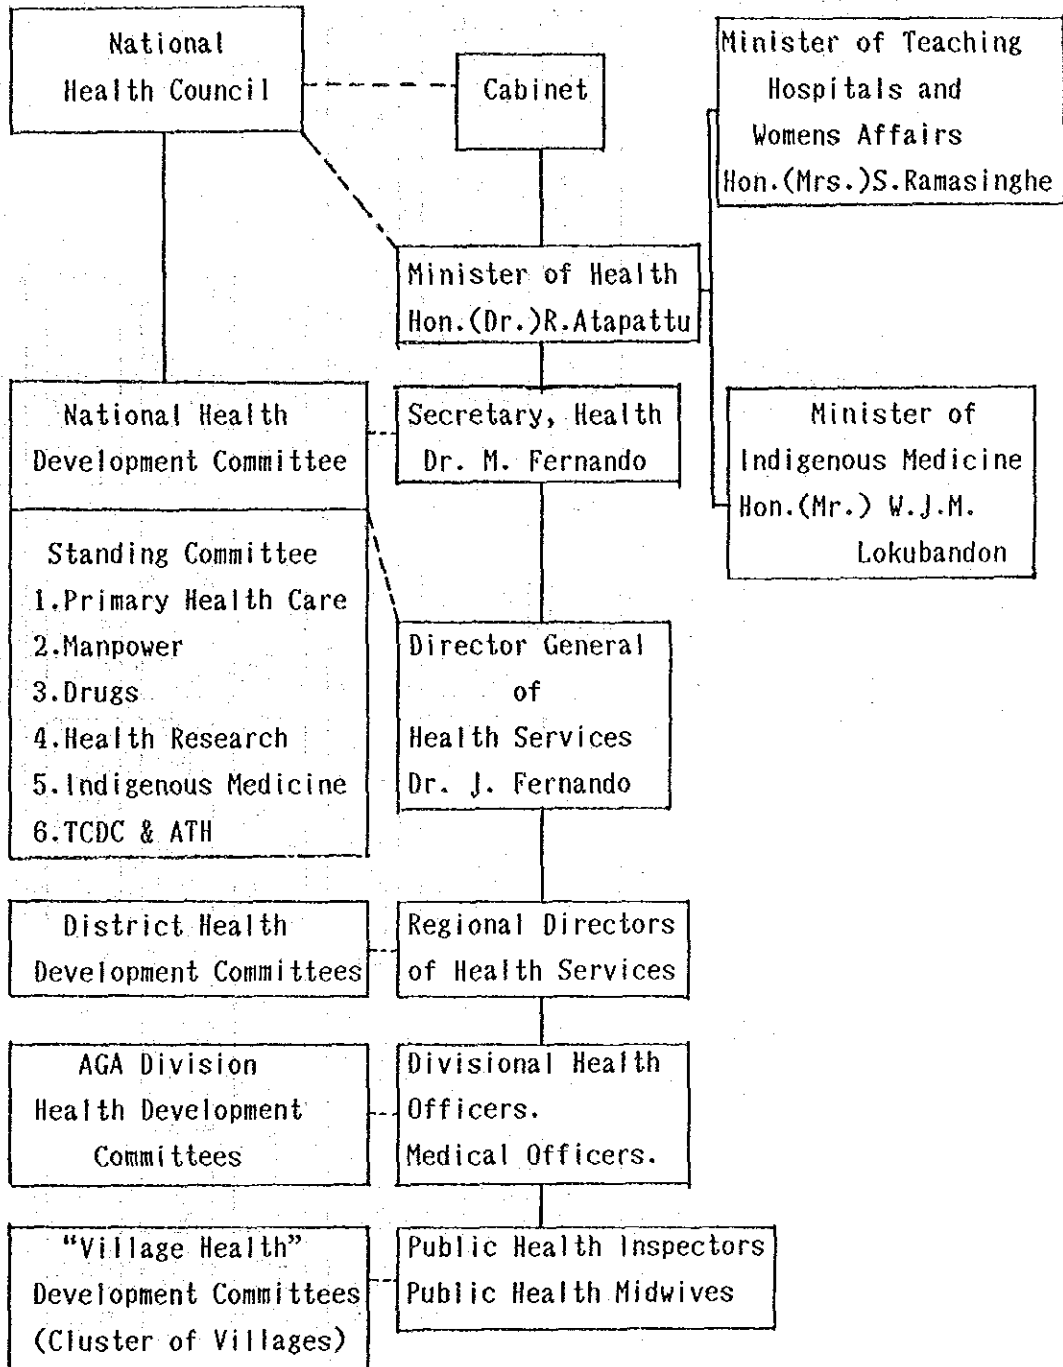 National
Health Council
Cabinet
Minister of Teaching
Hospitals and
Womens Affairs
Hon.(Mrs.)S.Ramasinghe
Minister of Health
Hon.(Dr.)R.Atapattu
National Health
Development Committee
Secretary, Health
Dr. M. Fernando
Minister of
Indigenous Medicine
Hon.(Mr.) W.J.M.
Lokubandon
Standing Committee
1.Primary Health Care
2.Manpower
3.Drugs
4.Health Research
5.Indigenous Medicine
6.TCDC & ATH
Director General
of
Health Services
Dr. J. Fernando
District Health
Development Committees
Regional Directors
of Health Services
AGA Division
Health Development
Committees
Divisional Health
Officers.
Medical Officers.
“Village Health”
Development Committees
(Cluster of Villages)
Public Health Inspectors
Public Health Midwives